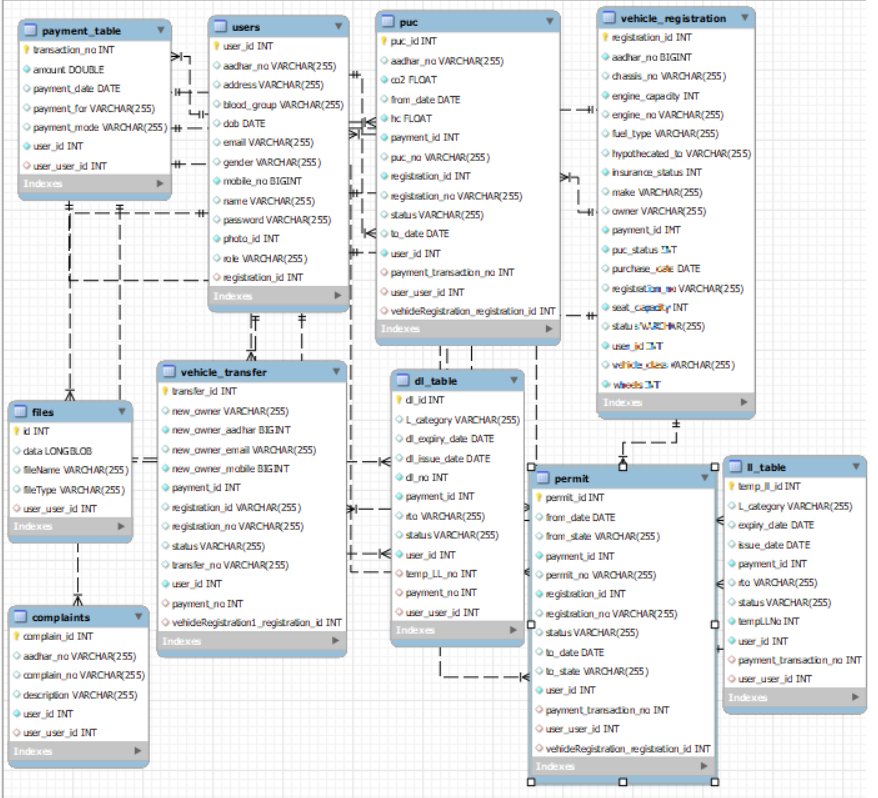 payment_table
transaction_no INT
amount DOUBLE
payment_date DATE
payment_for VARCHAR(255)
payment_mode VARCHAR(255)
user_id INT
user_user_id INT
Indexes
users
user_id INT
aadhar_no VARCHAR(255)
address VARCHAR(255)
blood_group VARCHAR(255)
dob DATE
email VARCHAR(255)
gender VARCHAR(255)
mobile_no BIGINT
name VARCHAR(255)
password VARCHAR(255)
photo_id INT
role VARCHAR(255)
registration_id INT
Indexes
puc
puc_id INT
aadhar_no VARCHAR(255)
co2 FLOAT
from_date DATE
hc FLOAT
payment_id INT
puc_no VARCHAR(255)
registration_id INT
registration_no VARCHAR(255)
status VARCHAR(255)
to_date DATE
user_id INT
payment_transaction_no INT
user_user_id INT
vehicleRegistration_registration_id INT
Indexes
vehicle_registration
registration_id INT
aadhar_no BIGINT
chassis_no VARCHAR(255)
engine_capacity INT
engine_no VARCHAR(255)
fuel_type VARCHAR(255)
hypothecated_to VARCHAR(255)
insurance_status INT
make VARCHAR(255)
owner VARCHAR(255)
payment_id INT
puc_status INT
purchase_date DATE
registration_no VARCHAR(255)
seat_capacity INT
status VARCHAR(255)
user_id INT
vehicle_class VARCHAR(255)
wheels INT
Indexes
files
id INT
data LONGBLOB
fileName VARCHAR(255)
fileType VARCHAR(255)
user_user_id INT
Indexes
vehicle_transfer
transfer_id INT
new_owner VARCHAR(255)
new_owner_aadhar BIGINT
new_owner_email VARCHAR(255)
new_owner_mobile BIGINT
payment_id INT
registration_id VARCHAR(255)
registration_no VARCHAR(255)
status VARCHAR(255)
transfer_no VARCHAR(255)
user_id INT
payment_no INT
vehicleRegistration1_registration_id INT
Indexes
dl_table
dl_id INT
L_category VARCHAR(255)
dl_expiry_date DATE
dl_issue_date DATE
dl_no INT
payment_id INT
rto VARCHAR(255)
status VARCHAR(255)
user_id INT
temp_LL_no INT
payment_no INT
user_user_id INT
Indexes
permit
permit_id INT
from_date DATE
from_state VARCHAR(255)
payment_id INT
permit_no VARCHAR(255)
registration_id INT
registration_no VARCHAR(255)
status VARCHAR(255)
to_date DATE
to_state VARCHAR(255)
user_id INT
payment_transaction_no INT
user_user_id INT
vehicleRegistration_registration_id INT
Indexes
ll_table
temp_ll_id INT
L_category VARCHAR(255)
expiry_date DATE
issue_date DATE
payment_id INT
rto VARCHAR(255)
status VARCHAR(255)
tempLLNo INT
user_id INT
payment_transaction_no INT
user_user_id INT
Indexes
complaints
complain_id INT
aadhar_no VARCHAR(255)
complain_no VARCHAR(255)
description VARCHAR(255)
user_id INT
user_user_id INT
Indexes